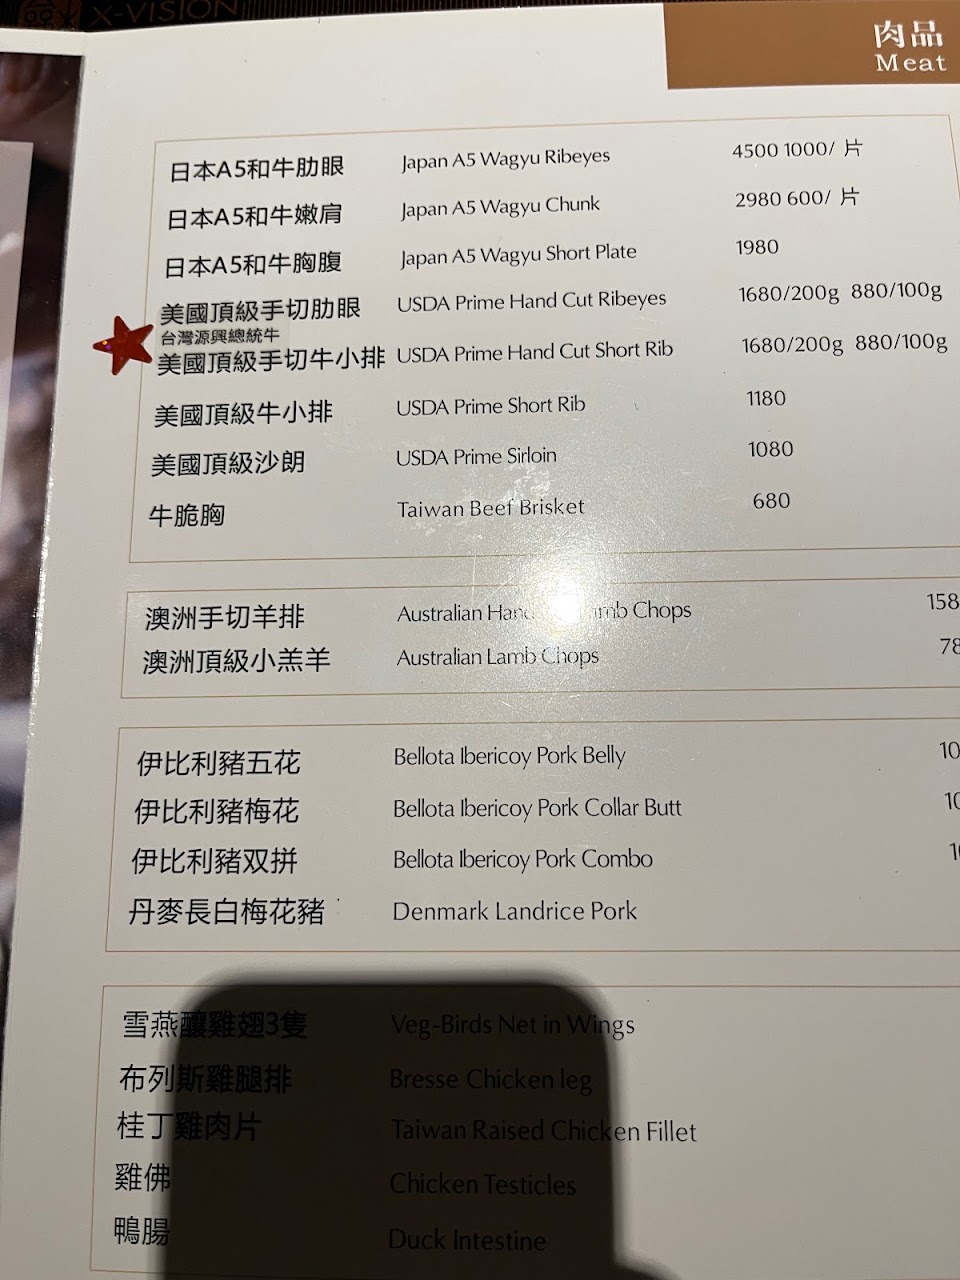 X-VISION
肉品
Meat
日本A5和牛肋眼 Japan A5 Wagyu Ribeyes 4500 1000/ 片
日本A5和牛嫩肩 Japan A5 Wagyu Chunk 2980 600/ 片
日本A5和牛胸腹 Japan A5 Wagyu Short Plate 1980
美國頂級手切肋眼 USDA Prime Hand Cut Ribeyes 1680/200g 880/100g
台灣源興總統牛
美國頂級手切牛小排 USDA Prime Hand Cut Short Rib 1680/200g 880/100g
美國頂級牛小排 USDA Prime Short Rib 1180
美國頂級沙朗 USDA Prime Sirloin 1080
牛脆胸 Taiwan Beef Brisket 680
澳洲手切羊排 Australian Chops
澳洲頂級小羔羊 Australian Lamb Chops
伊比利豬五花 Bellota Ibericoy Pork Belly
伊比利豬梅花 Bellota Ibericoy Pork Collar Butt
伊比利豬双拼 Bellota Ibericoy Pork Combo
丹麥長白梅花豬 Denmark Landrice Pork
雪燕釀雞翅3隻 Veg-Birds Net in Wings
布列斯雞腿排 Bresse Chicken leg
桂丁雞肉片 Taiwan Raised Chicken Fillet
雞佛 Chicken Testicles
鴨腸 Duck Intestine